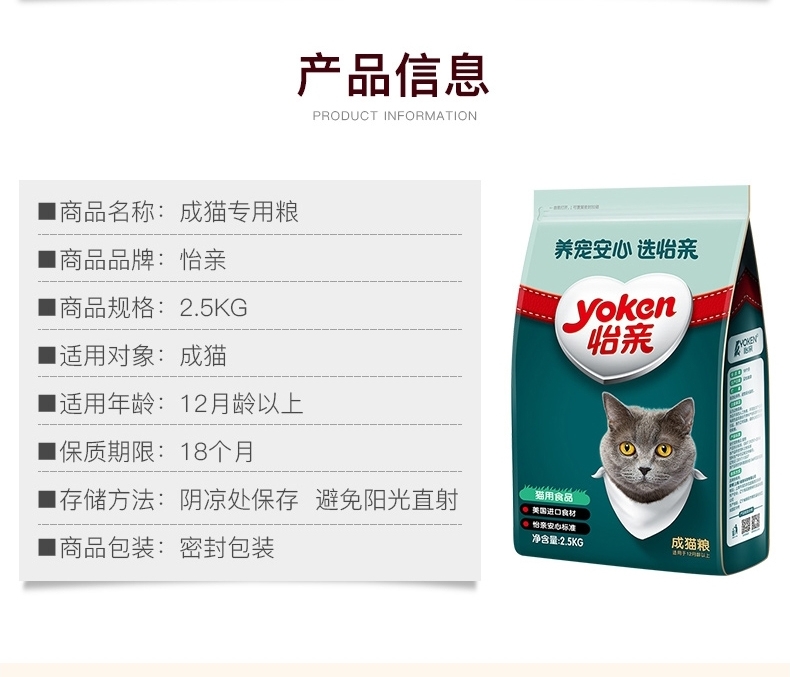 产品信息
PRODUCT INFORMATION
■商品名称：成猫专用粮
■商品品牌：怡亲
■商品规格：2.5KG
■适用对象：成猫
■适用年龄：12月龄以上
■保质期限：18个月
■存储方法：阴凉处保存 避免阳光直射
■商品包装：密封包装
养宠安心 选怡亲
yoken
怡亲
猫用食品
美国进口食材
怡亲安心标准
净含量:2.5KG
成猫粮
适用于12月龄以上
YOKEN
怡亲